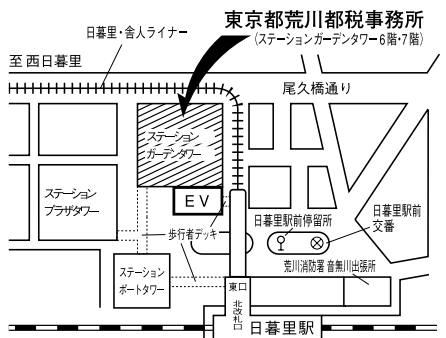 東京都荒川都税事務所
(ステーションガーデンタワー6階・7階)
日暮里・舎人ライナー
至西日暮里
尾久橋通り
ステーション
ガーデンタワー
ステーション
プラザタワー
EV
日暮里駅前停留所
日暮里駅前
交番
歩行者デッキ
荒川消防署 音無川出張所
ステーション
ポートタワー
東口
北改札口
日暮里駅